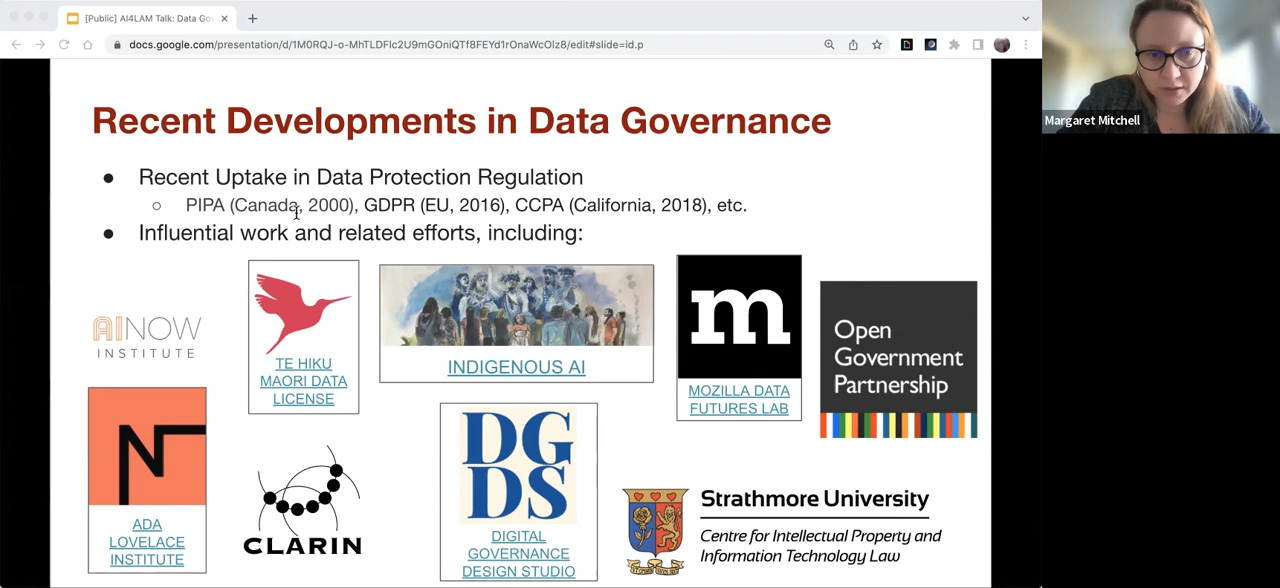 [Public] AI4LAM Talk: Data Go
docs.google.com/presentation/d/1M0RQJ-o-MhTLDFlc2U9mGOniQTf8FEYd1rOnaWcOlz8/edit#slide=id.p
Margaret Mitchell
Recent Developments in Data Governance
● Recent Uptake in Data Protection Regulation
○ PIPA (Canada, 2000), GDPR (EU, 2016), CCPA (California, 2018), etc.
● Influential work and related efforts, including:
AINOW
INSTITUTE
TE HIKU
MAORI DATA
LICENSE
INDIGENOUS AI
m
MOZILLA DATA
FUTURES LAB
Open
Government
Partnership
ADA
LOVELACE
INSTITUTE
CLARIN
DG
DS
DIGITAL
GOVERNANCE
DESIGN STUDIO
Strathmore University
Centre for Intellectual Property and
Information Technology Law